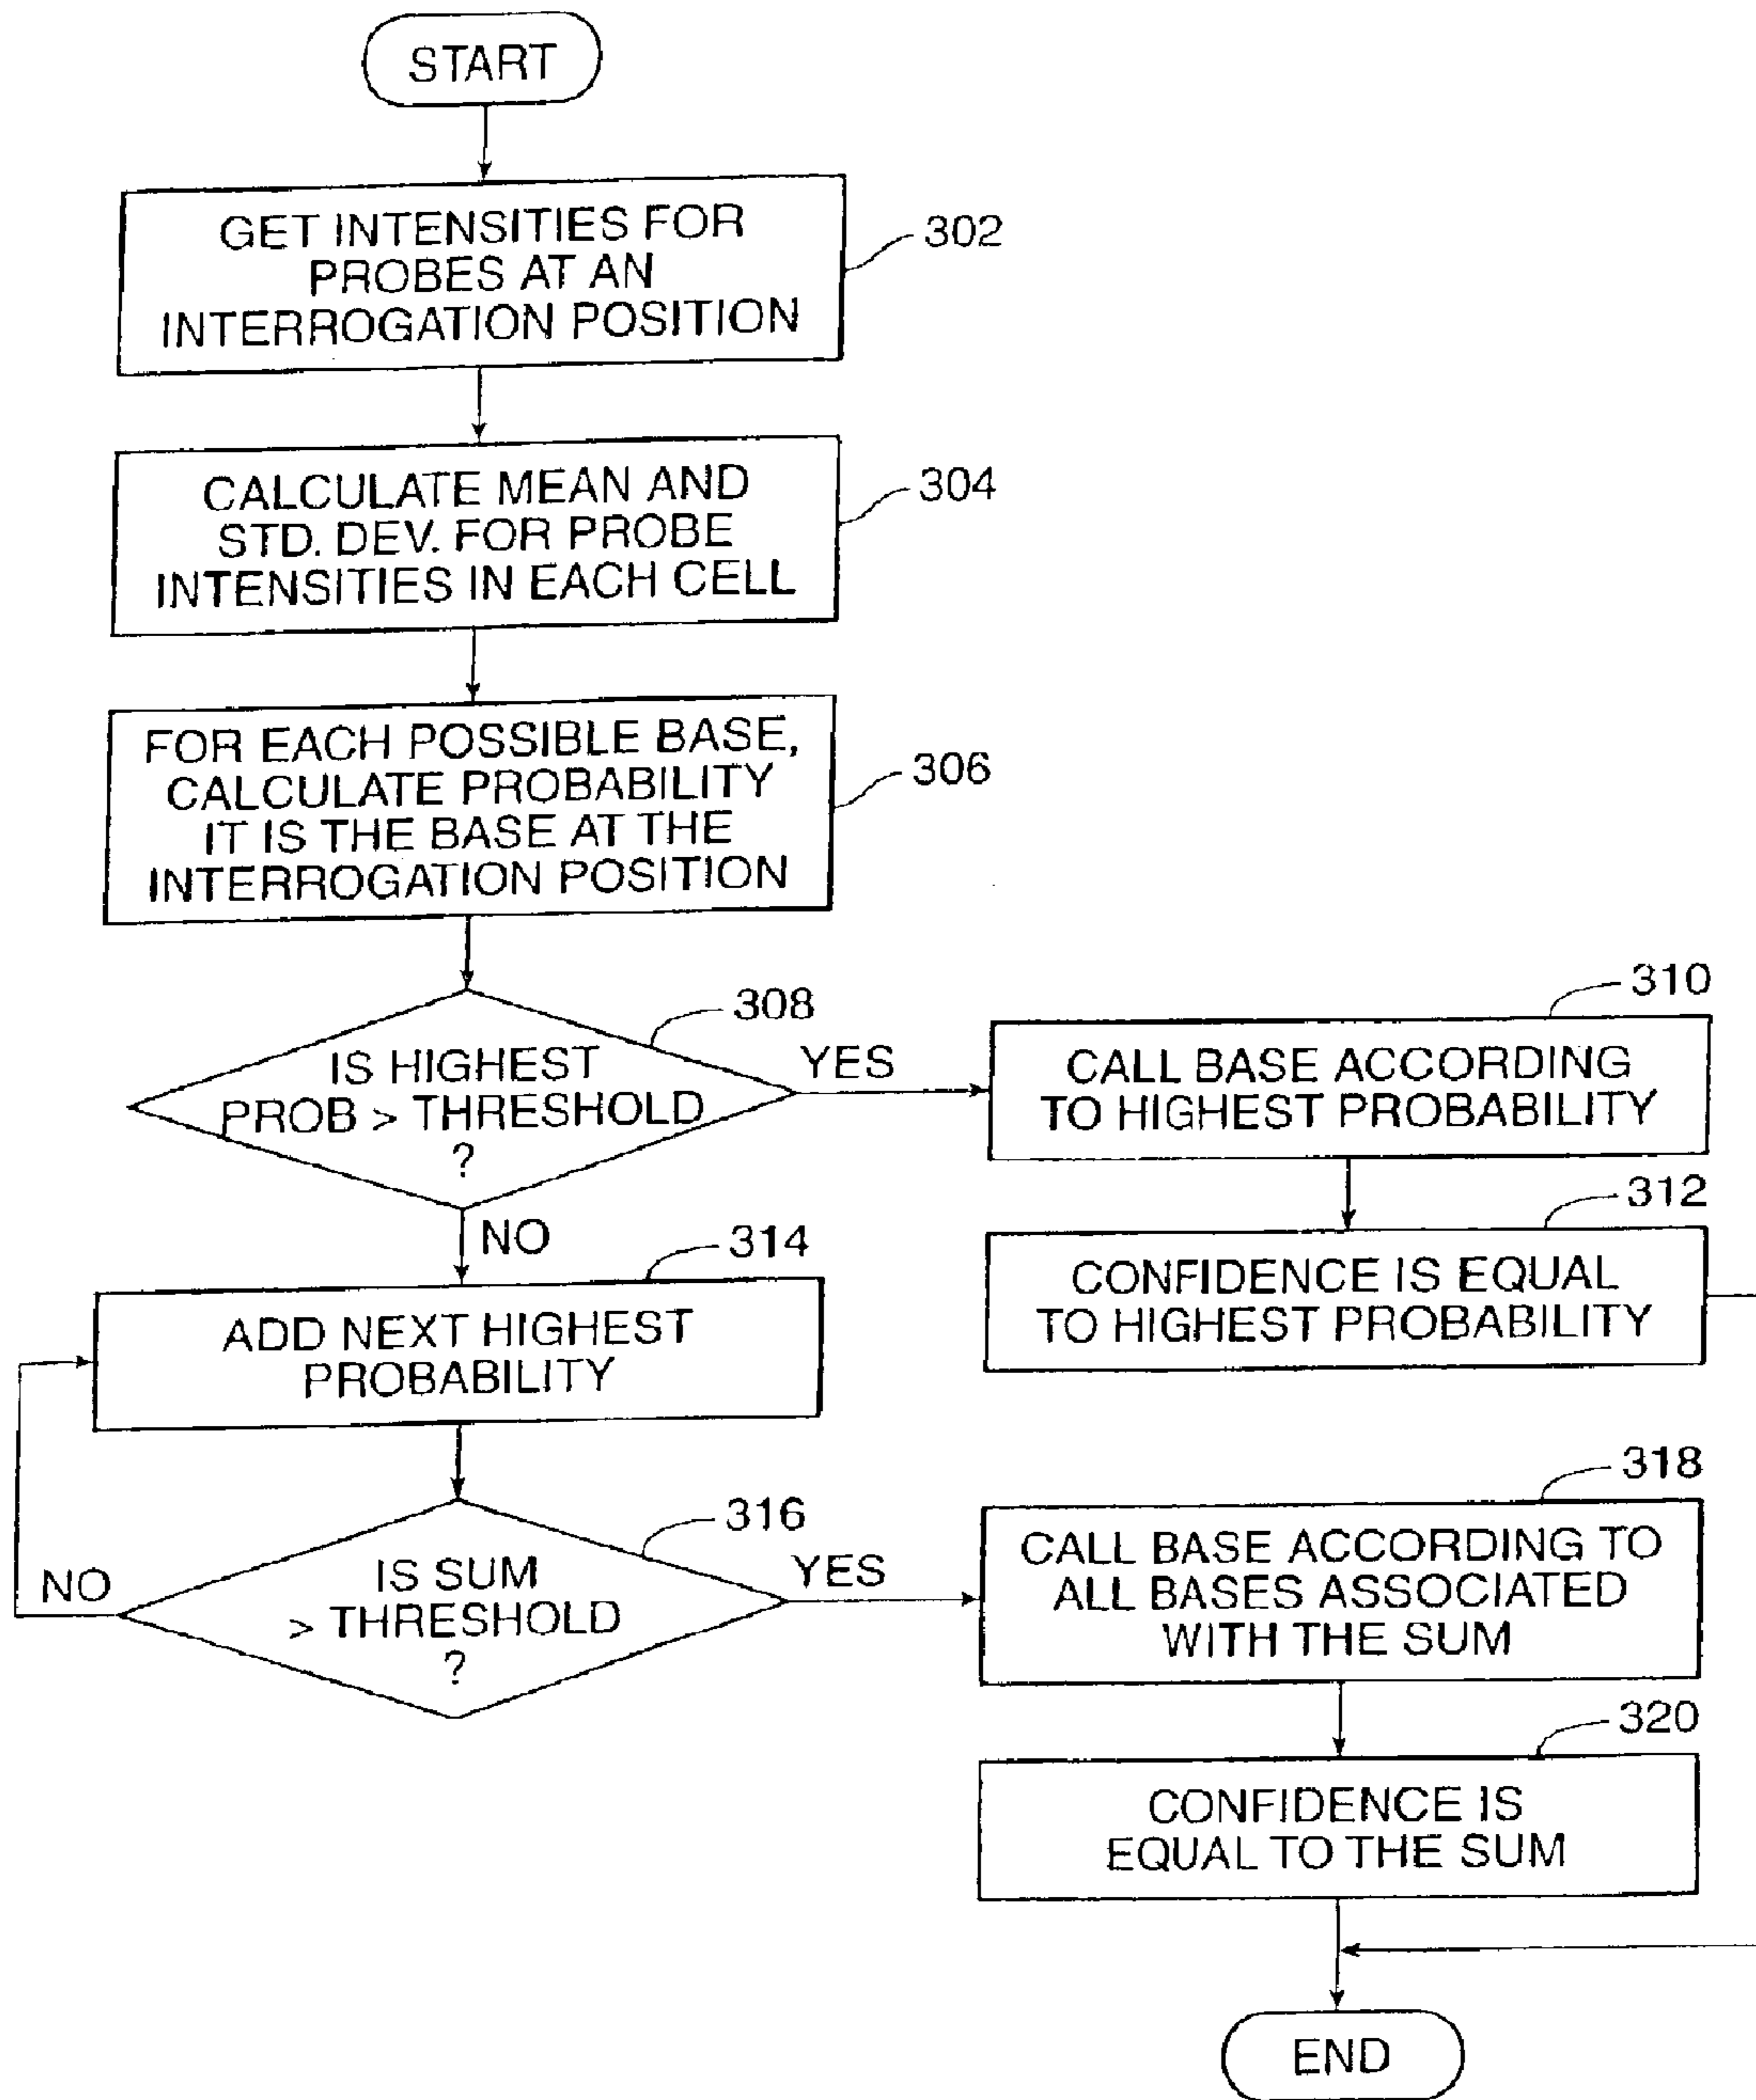 START
GET INTENSITIES FOR
PROBES AT AN
INTERROGATION POSITION
302
CALCULATE MEAN AND
STD. DEV. FOR PROBE
INTENSITIES IN EACH CELL
304
FOR EACH POSSIBLE BASE,
CALCULATE PROBABILITY
IT IS THE BASE AT THE
INTERROGATION POSITION
306
IS HIGHEST
PROB > THRESHOLD
?
308
YES
CALL BASE ACCORDING
TO HIGHEST PROBABILITY
310
CONFIDENCE IS EQUAL
TO HIGHEST PROBABILITY
312
NO
ADD NEXT HIGHEST
PROBABILITY
314
IS SUM
> THRESHOLD
?
316
NO
YES
CALL BASE ACCORDING TO
ALL BASES ASSOCIATED
WITH THE SUM
318
CONFIDENCE IS
EQUAL TO THE SUM
320
END